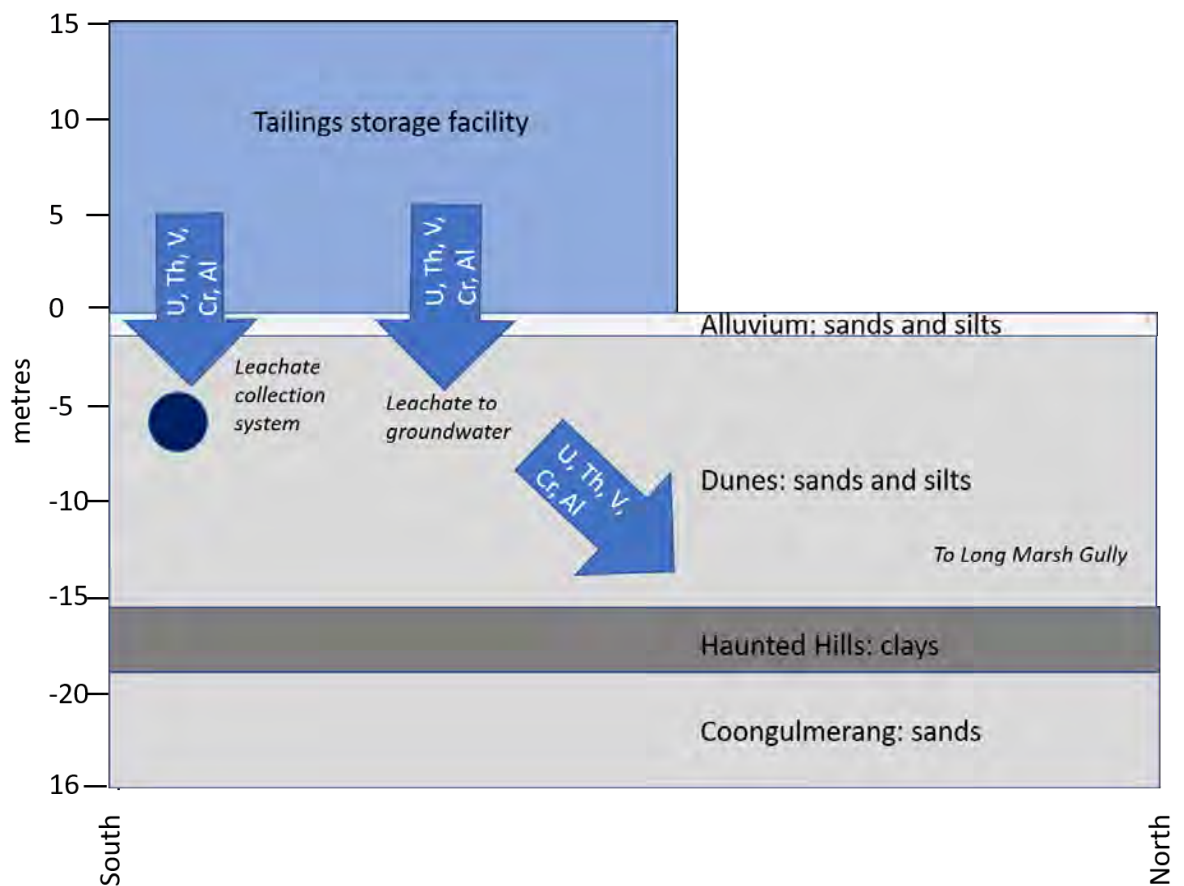 15
10
5
0
-5
-10
-15
-20
16
metres
Tailings storage facility
U, Th, V,
Cr, Al
U, Th, V,
Cr, Al
Alluvium: sands and silts
Leachate
collection
system
Leachate to
groundwater
U, Th, V,
Cr, Al
Dunes: sands and silts
To Long Marsh Gully
Haunted Hills: clays
Coongulmerang: sands
South
North